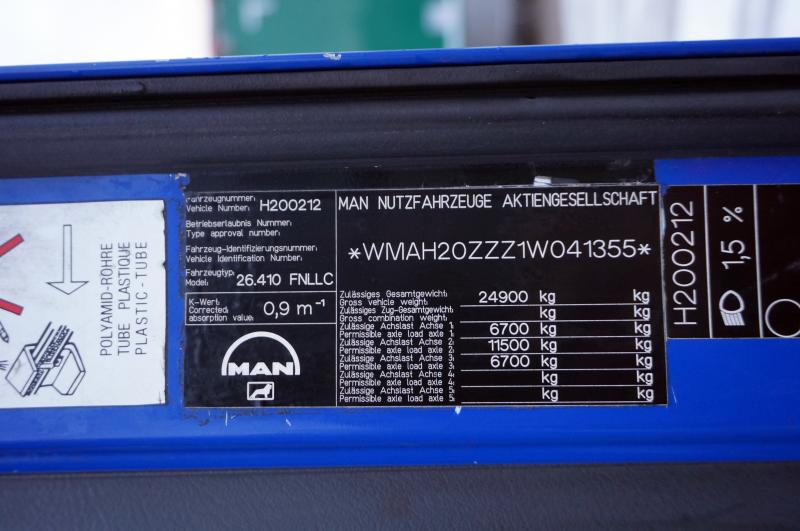 POLYAMID-ROHRE
TUBE PLASTIQUE
PLASTIC-TUBE
Fahrzeugnummer:
Vehicle Number: H200212
Betriebserlaubnis Nummer:
Type approval number:
Fahrzeug-Identifizierungsnummer:
Vehicle Identification Number:
Fahrzeugtyp:
Model: 26.410 FNLLC
K-Wert:
Corrected
absorption value: 0,9 m⁻¹
MAN
MAN NUTZFAHRZEUGE AKTIENGESELLSCHAFT
*WMAH20ZZZ1W041355*
Zulässiges Gesamtgewicht:
Gross vehicle weight: 24900 kg kg
Zulässiges Zug-Gesamtgewicht:
Gross combination weight: kg kg
Zulässige Achslast Achse 1:
Permissible axle load axle 1: 6700 kg kg
Zulässige Achslast Achse 2:
Permissible axle load axle 2: 11500 kg kg
Zulässige Achslast Achse 3:
Permissible axle load axle 3: 6700 kg kg
Zulässige Achslast Achse 4:
Permissible axle load axle 4: kg kg
Zulässige Achslast Achse 5:
Permissible axle load axle 5: kg kg
H200212
1,5 %